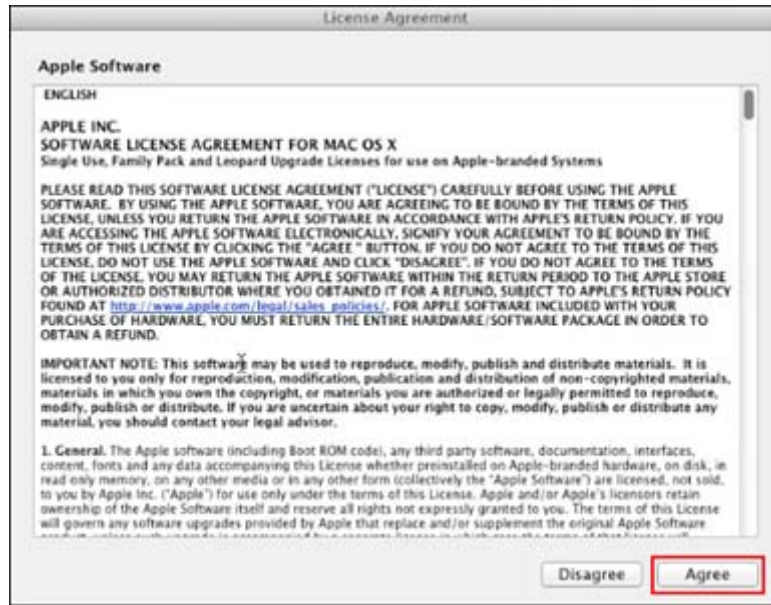 License Agreement
Apple Software
ENGLISH
APPLE INC.
SOFTWARE LICENSE AGREEMENT FOR MAC OS X
Single Use, Family Pack and Leopard Upgrade Licenses for use on Apple-branded Systems
PLEASE READ THIS SOFTWARE LICENSE AGREEMENT ("LICENSE") CAREFULLY BEFORE USING THE APPLE
SOFTWARE. BY USING THE APPLE SOFTWARE, YOU ARE AGREEING TO BE BOUND BY THE TERMS OF THIS
LICENSE, UNLESS YOU RETURN THE APPLE SOFTWARE IN ACCORDANCE WITH APPLE'S RETURN POLICY. IF YOU
ARE ACCESSING THE APPLE SOFTWARE ELECTRONICALLY, SIGNIFY YOUR AGREEMENT TO BE BOUND BY THE
TERMS OF THIS LICENSE BY CLICKING THE "AGREE " BUTTON. IF YOU DO NOT AGREE TO THE TERMS OF THIS
LICENSE, DO NOT USE THE APPLE SOFTWARE AND CLICK "DISAGREE". IF YOU DO NOT AGREE TO THE TERMS
OF THE LICENSE, YOU MAY RETURN THE APPLE SOFTWARE WITHIN THE RETURN PERIOD TO THE APPLE STORE
OR AUTHORIZED DISTRIBUTOR WHERE YOU OBTAINED IT FOR A REFUND, SUBJECT TO APPLE'S RETURN POLICY
FOUND AT http://www.apple.com/legal/sales_policies/. FOR APPLE SOFTWARE INCLUDED WITH YOUR
PURCHASE OF HARDWARE, YOU MUST RETURN THE ENTIRE HARDWARE/SOFTWARE PACKAGE IN ORDER TO
OBTAIN A REFUND.
IMPORTANT NOTE: This software may be used to reproduce, modify, publish and distribute materials. It is
licensed to you only for reproduction, modification, publication and distribution of non-copyrighted materials,
materials in which you own the copyright, or materials you are authorized or legally permitted to reproduce,
modify, publish or distribute. If you are uncertain about your right to copy, modify, publish or distribute any
material, you should contact your legal advisor.
1. General. The Apple software (including Boot ROM code), any third party software, documentation, interfaces,
content, fonts and any data accompanying this License whether preinstalled on Apple-branded hardware, on disk, in
read only memory, on any other media or in any other form (collectively the "Apple Software") are licensed, not sold,
to you by Apple Inc. ("Apple") for use only under the terms of this License. Apple and/or Apple's licensors retain
ownership of the Apple Software itself and reserve all rights not expressly granted to you. The terms of this License
will govern any software upgrades provided by Apple that replace and/or supplement the original Apple Software
Disagree
Agree